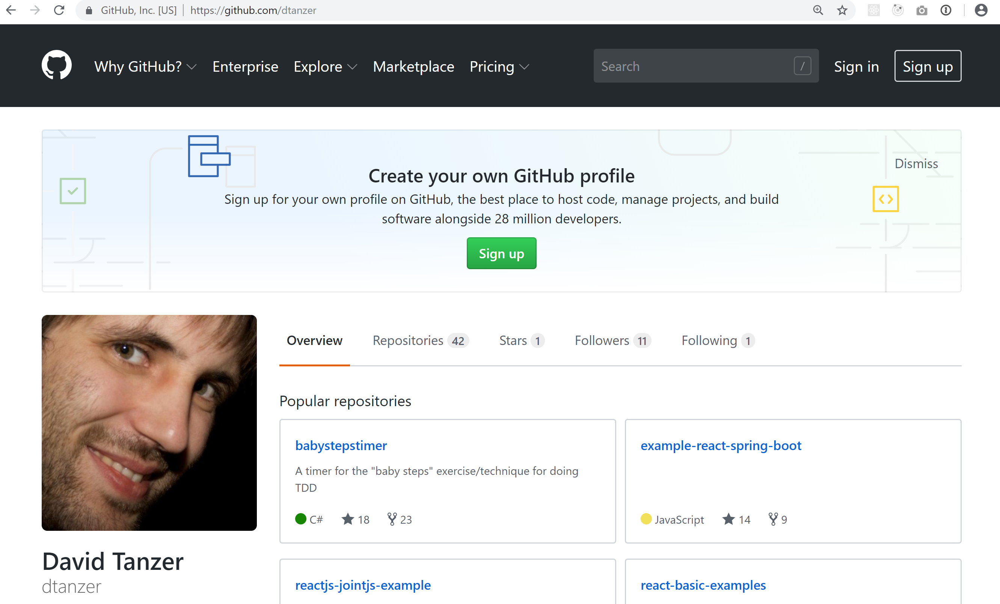 GitHub, Inc. [US] | https://github.com/dtanzer
Why GitHub? Enterprise Explore Marketplace Pricing Search / Sign in Sign up
Dismiss
Create your own GitHub profile
Sign up for your own profile on GitHub, the best place to host code, manage projects, and build
software alongside 28 million developers.
Sign up
Overview Repositories 42 Stars 1 Followers 11 Following 1
Popular repositories
babystepstimer
A timer for the "baby steps" exercise/technique for doing
TDD
C# 18 23
example-react-spring-boot
JavaScript 14 9
David Tanzer
dtanzer
reactjs-jointjs-example
react-basic-examples